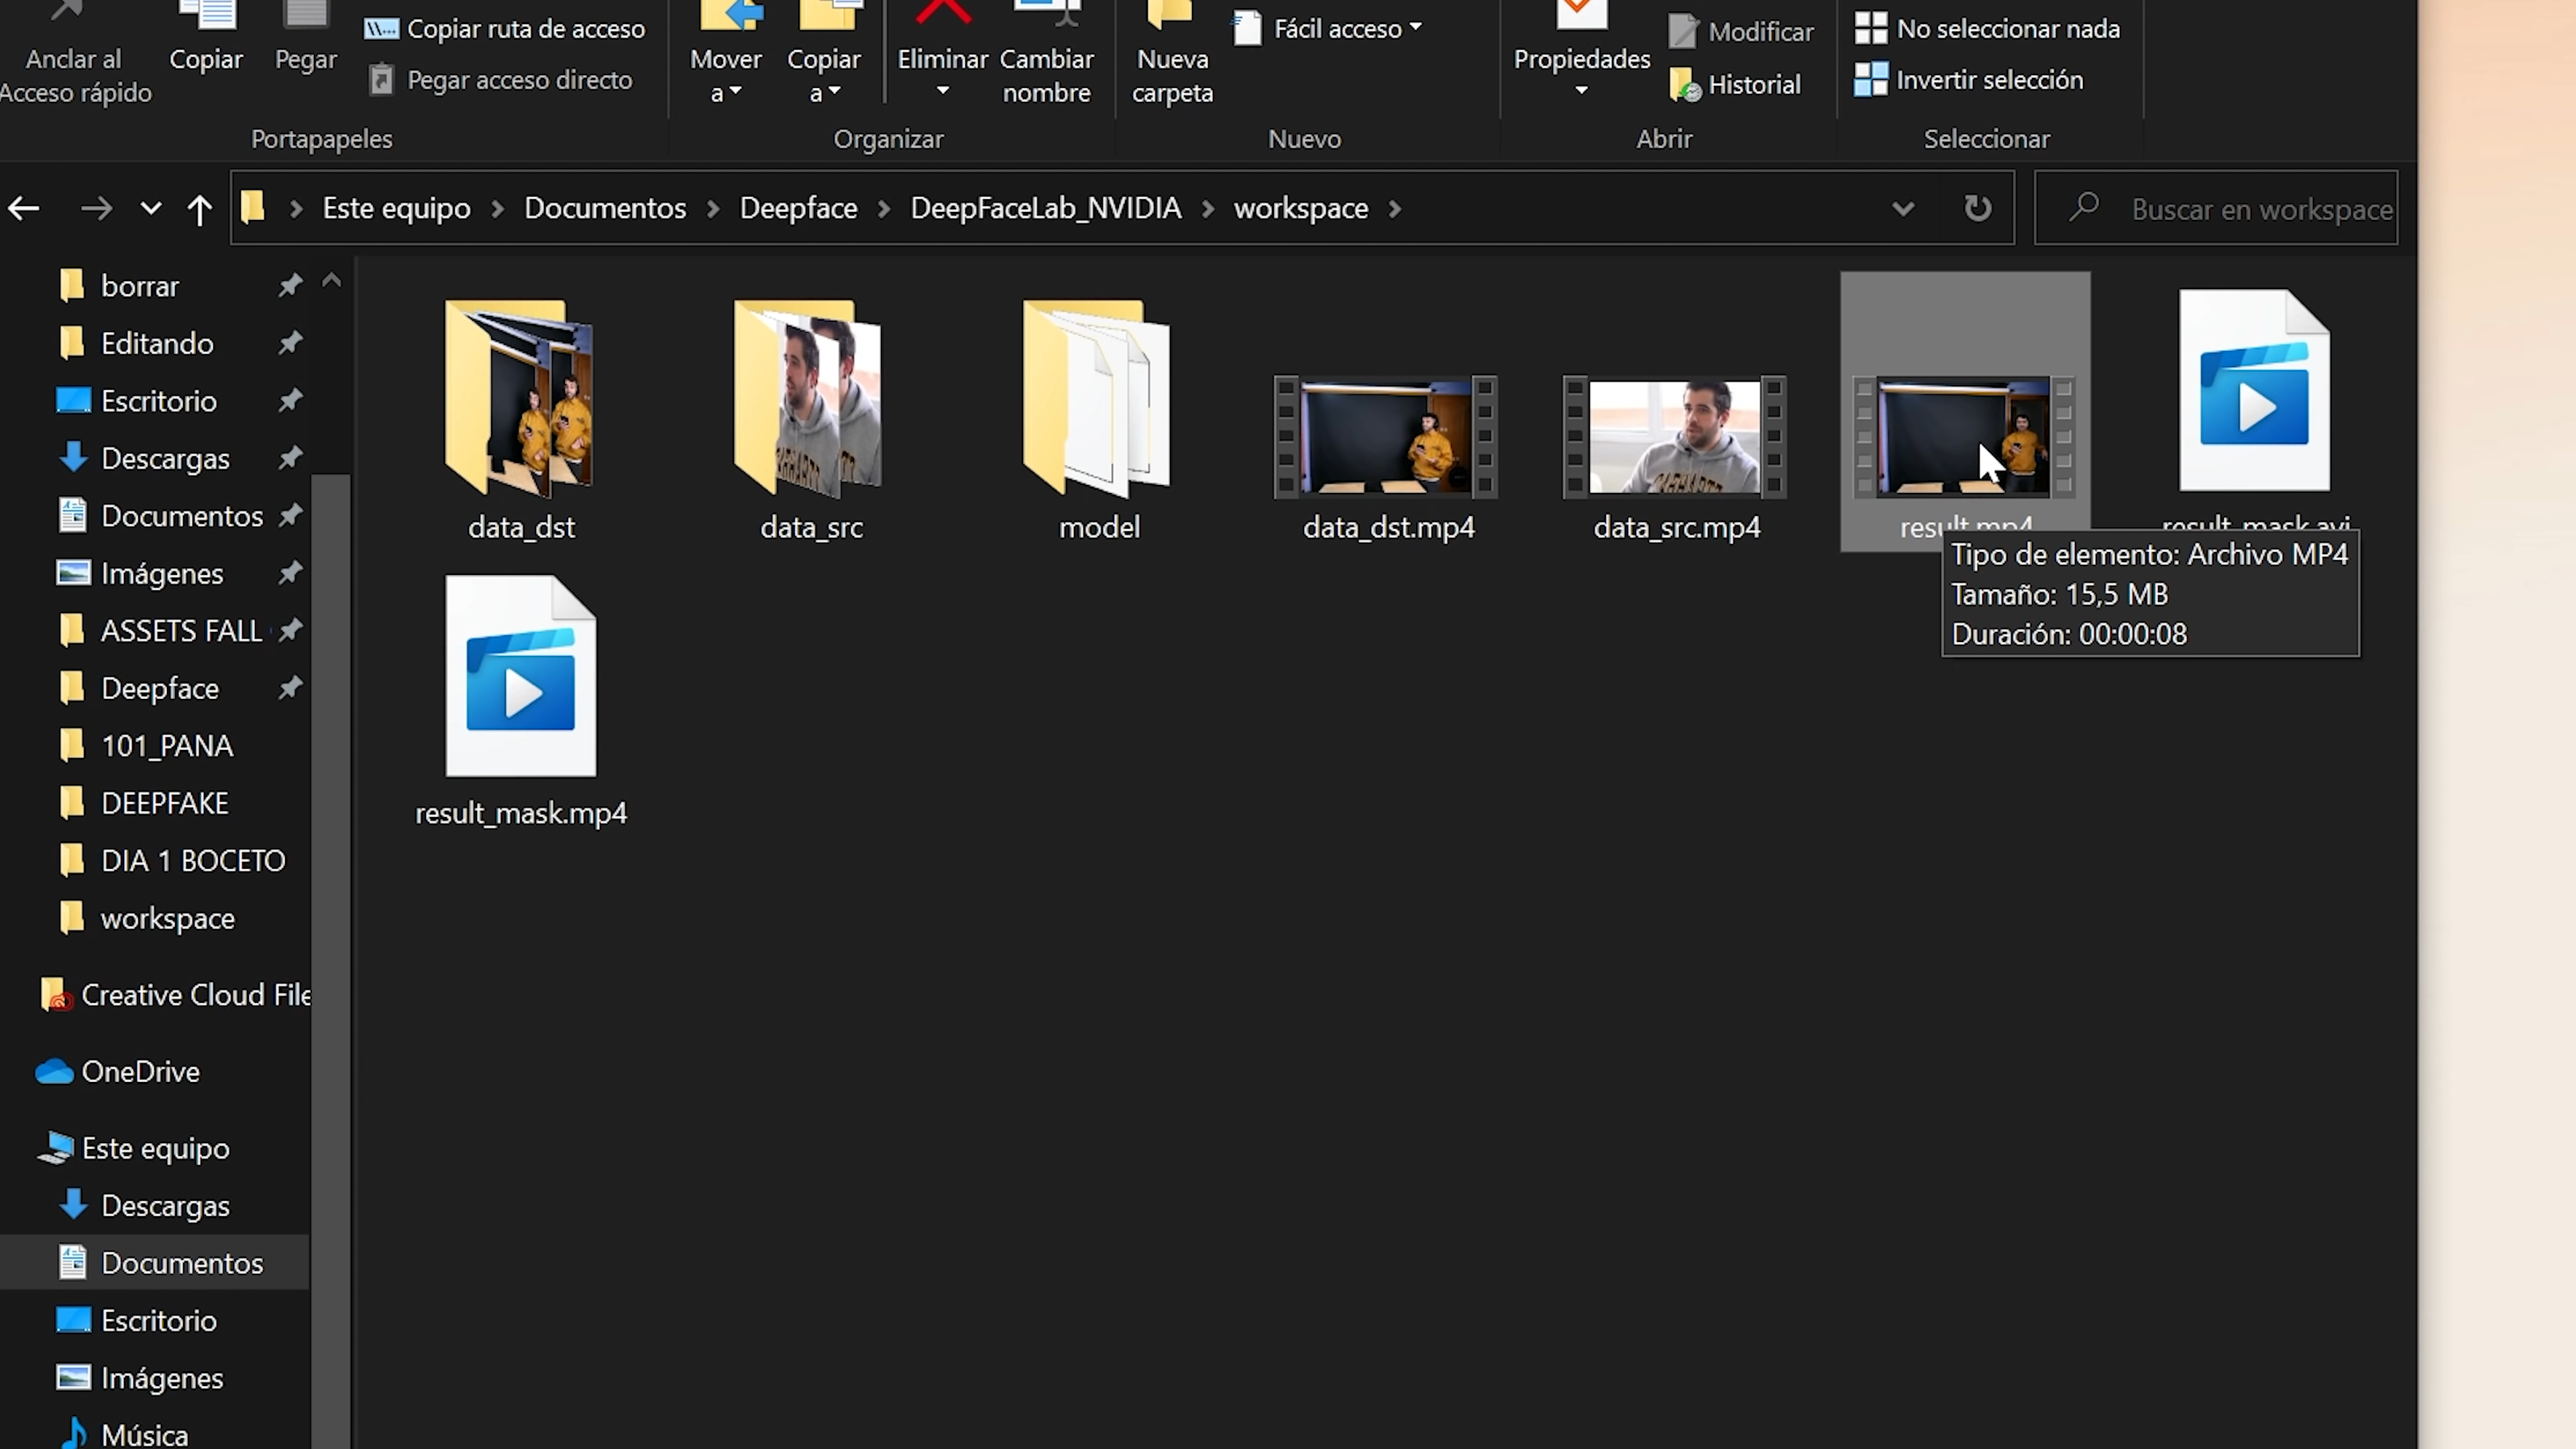 Anclar al
Acceso rápido
Copiar
Pegar
Copiar ruta de acceso
Pegar acceso directo
Portapapeles
Mover
a
Copiar
a
Eliminar
Cambiar
nombre
Organizar
Nueva
carpeta
Fácil acceso
Nuevo
Propiedades
Modificar
Historial
Abrir
No seleccionar nada
Invertir selección
Seleccionar
Este equipo > Documentos > Deepface > DeepFaceLab_NVIDIA > workspace >
Buscar en workspace
borrar
Editando
Escritorio
Descargas
Documentos
Imágenes
ASSETS FALL
Deepface
101_PANA
DEEPFAKE
DIA 1 BOCETO
workspace
Creative Cloud File
OneDrive
Este equipo
Descargas
Documentos
Escritorio
Imágenes
Música
data_dst
data_src
model
data_dst.mp4
data_src.mp4
result.mp4
result_mask.avi
Tipo de elemento: Archivo MP4
Tamaño: 15,5 MB
Duración: 00:00:08
result_mask.mp4